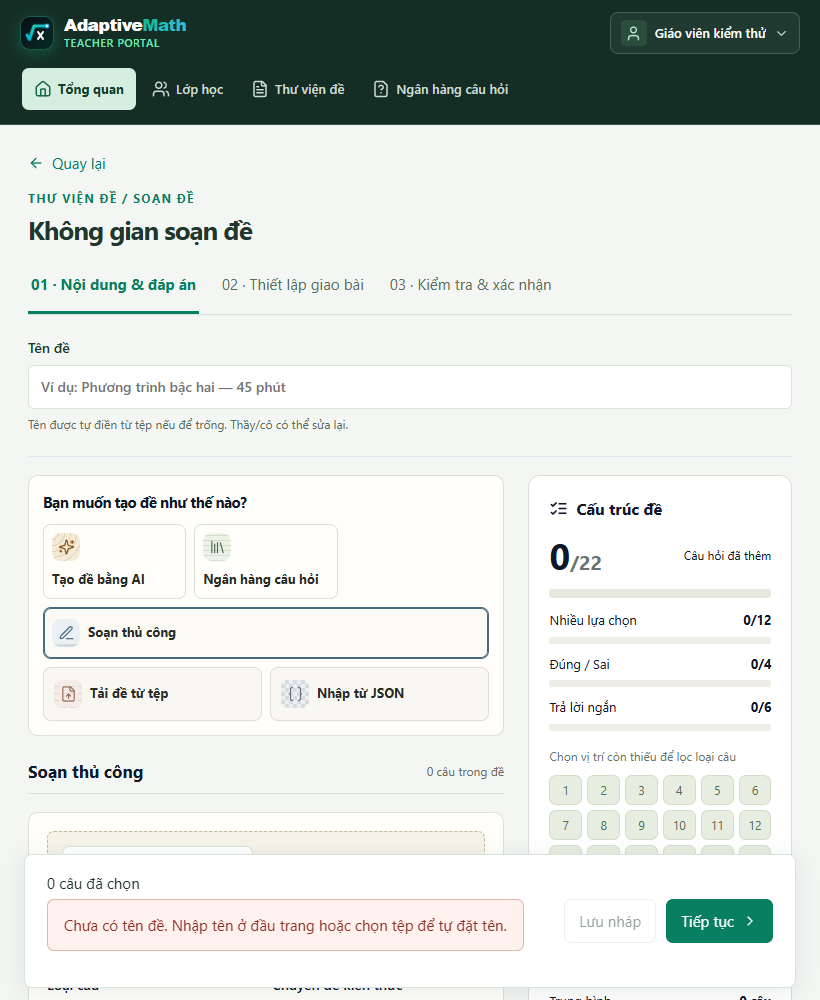 AdaptiveMath
TEACHER PORTAL
Giáo viên kiểm thử
Tổng quan
Lớp học
Thư viện đề
Ngân hàng câu hỏi
Quay lại
THƯ VIỆN ĐỀ / SOẠN ĐỀ
Không gian soạn đề
01 · Nội dung & đáp án
02 · Thiết lập giao bài
03 · Kiểm tra & xác nhận
Tên đề
Ví dụ: Phương trình bậc hai — 45 phút
Tên được tự điền từ tệp nếu để trống. Thầy/cô có thể sửa lại.
Bạn muốn tạo đề như thế nào?
Tạo đề bằng AI
Ngân hàng câu hỏi
Soạn thủ công
Tải đề từ tệp
Nhập từ JSON
Soạn thủ công
0 câu trong đề
Cấu trúc đề
0/22
Câu hỏi đã thêm
Nhiều lựa chọn 0/12
Đúng / Sai 0/4
Trả lời ngắn 0/6
Chọn vị trí còn thiếu để lọc loại câu
1 2 3 4 5 6
7 8 9 10 11 12
0 câu đã chọn
Chưa có tên đề. Nhập tên ở đầu trang hoặc chọn tệp để tự đặt tên.
Lưu nháp
Tiếp tục